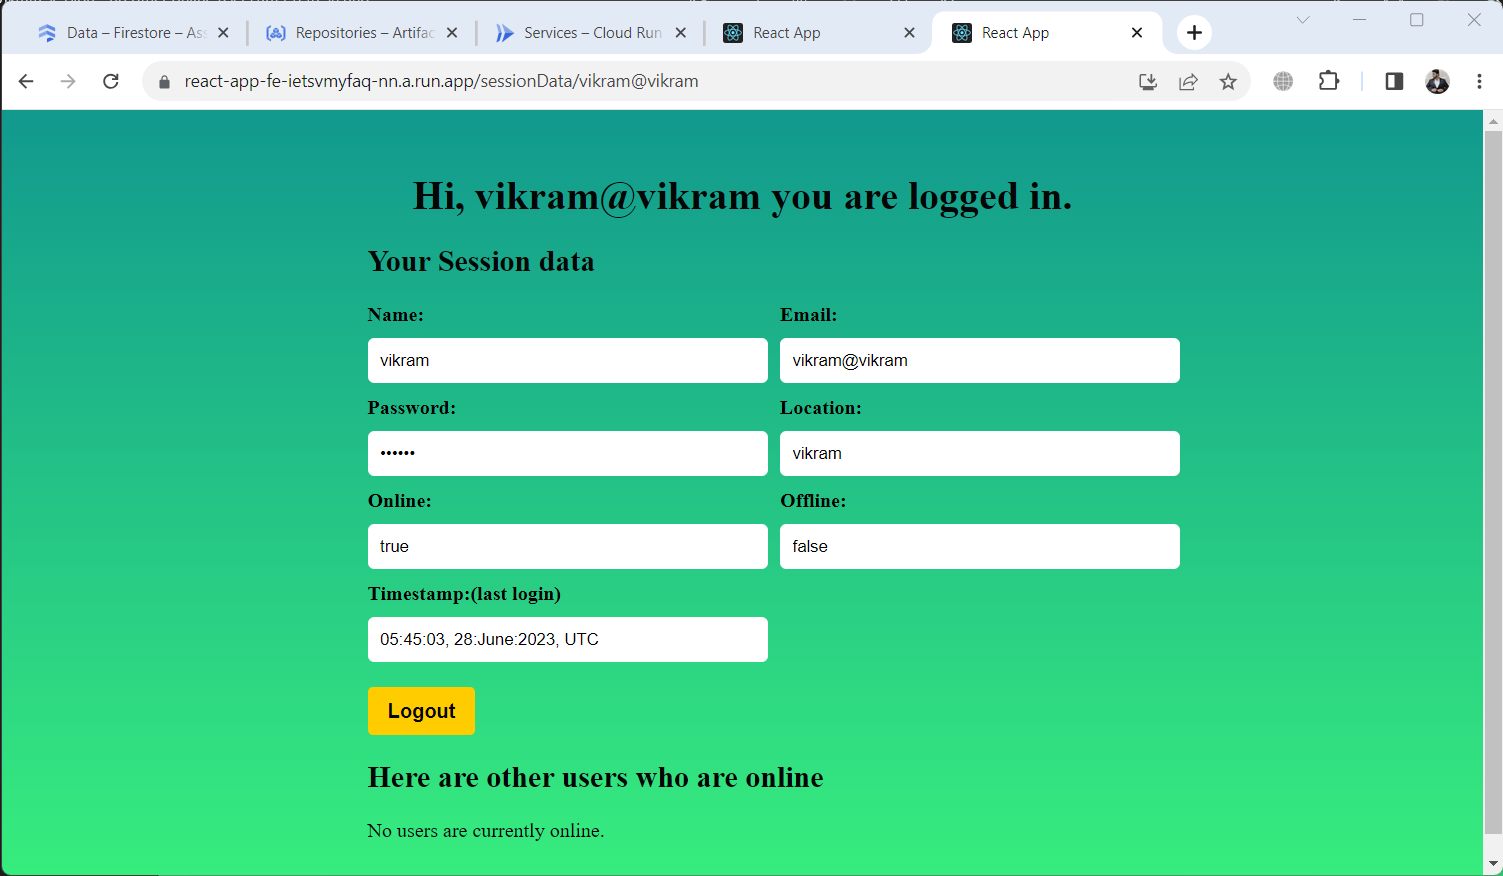 Data – Firestore – Ass
Repositories – Artifac
Services – Cloud Run
React App
React App
react-app-fe-ietsvmyfaq-nn.a.run.app/sessionData/vikram@vikram
Hi, vikram@vikram you are logged in.
Your Session data
Name:
Email:
vikram
vikram@vikram
Password:
Location:
••••••
vikram
Online:
Offline:
true
false
Timestamp:(last login)
05:45:03, 28:June:2023, UTC
Logout
Here are other users who are online
No users are currently online.